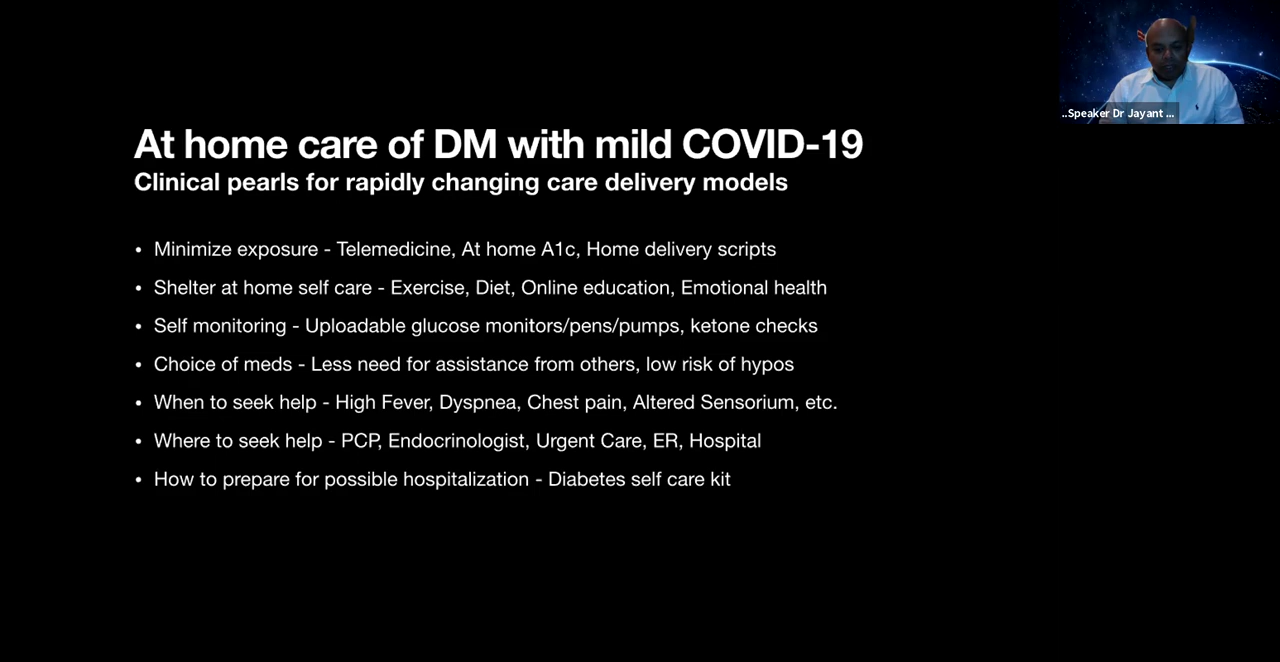 At home care of DM with mild COVID-19
Clinical pearls for rapidly changing care delivery models
• Minimize exposure - Telemedicine, At home A1c, Home delivery scripts
• Shelter at home self care - Exercise, Diet, Online education, Emotional health
• Self monitoring - Uploadable glucose monitors/pens/pumps, ketone checks
• Choice of meds - Less need for assistance from others, low risk of hypos
• When to seek help - High Fever, Dyspnea, Chest pain, Altered Sensorium, etc.
• Where to seek help - PCP, Endocrinologist, Urgent Care, ER, Hospital
• How to prepare for possible hospitalization - Diabetes self care kit
..Speaker Dr Jayant ...